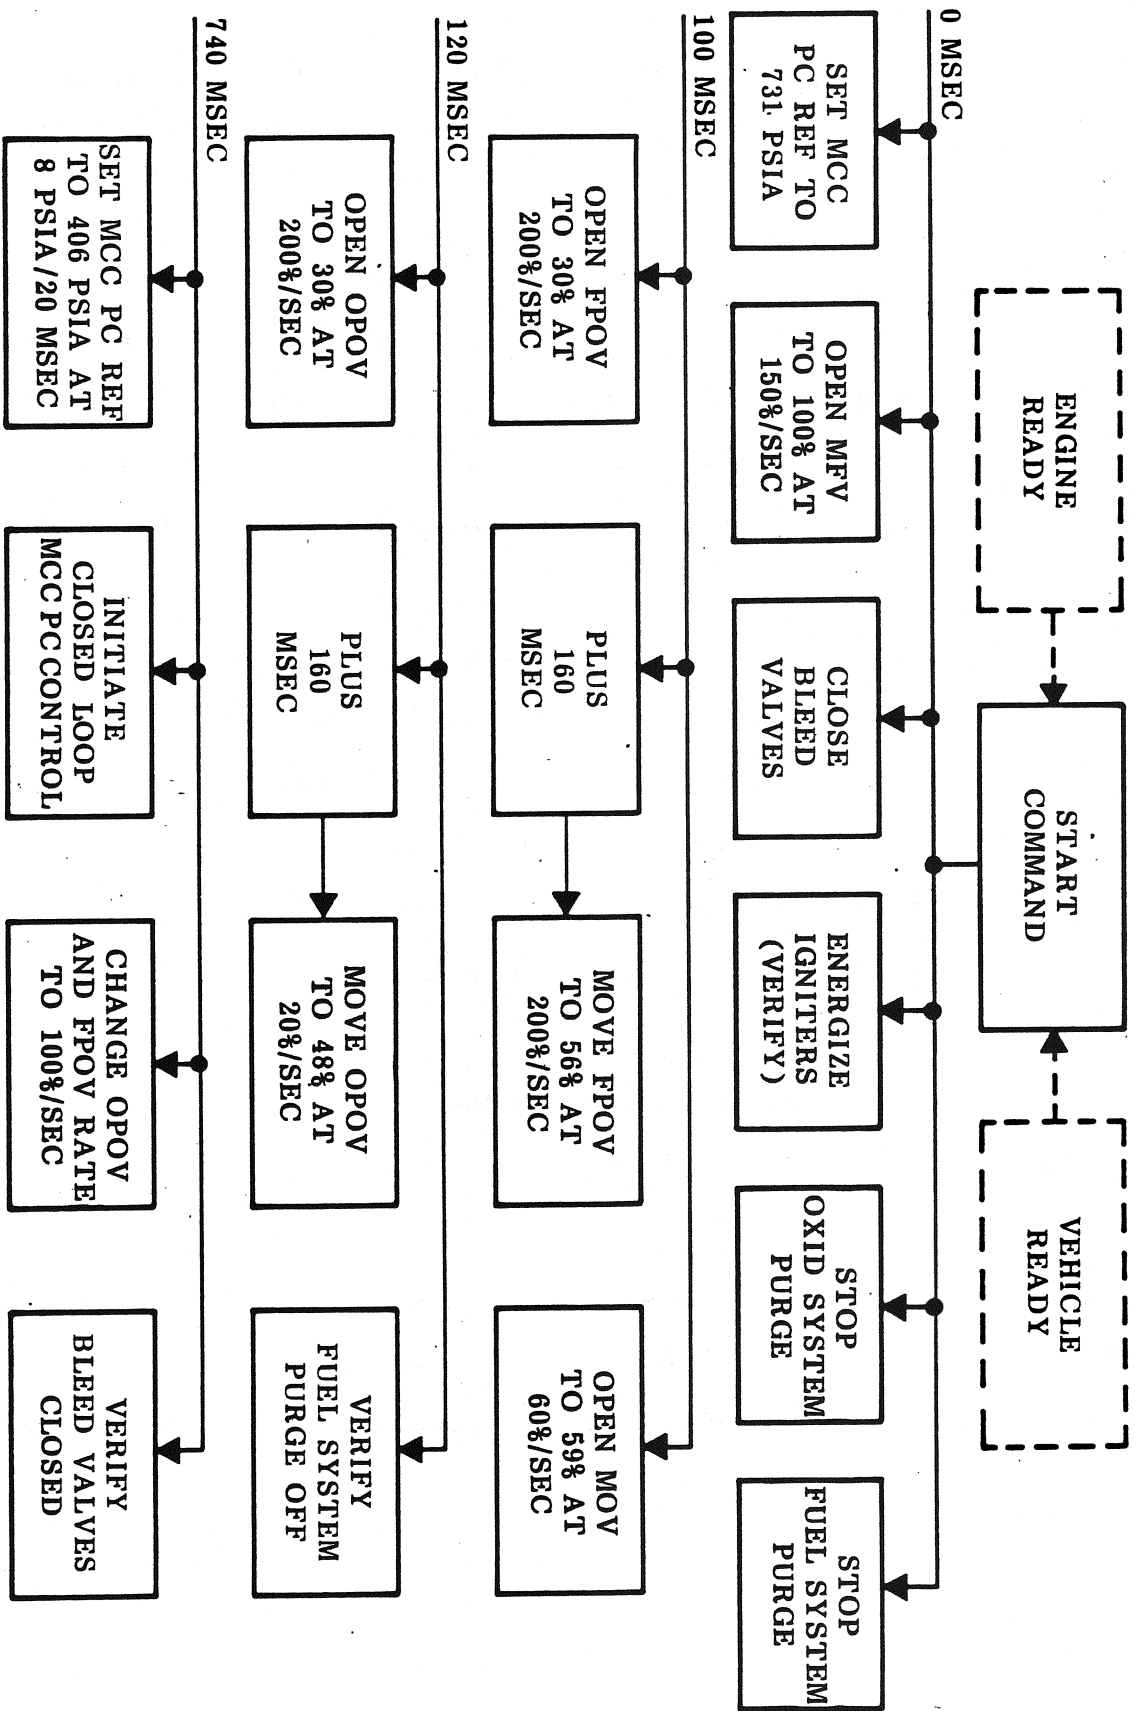 ENGINE
READY
START
COMMAND
VEHICLE
READY
0 MSEC
SET MCC
PC REF TO
731 PSIA
OPEN MFV
TO 100% AT
150%/SEC
CLOSE
BLEED
VALVES
ENERGIZE
IGNITERS
(VERIFY)
STOP
OXID SYSTEM
PURGE
STOP
FUEL SYSTEM
PURGE
100 MSEC
OPEN FPOV
TO 30% AT
200%/SEC
PLUS
160
MSEC
MOVE FPOV
TO 56% AT
200%/SEC
OPEN MOV
TO 59% AT
60%/SEC
120 MSEC
OPEN OPOV
TO 30% AT
200%/SEC
PLUS
160
MSEC
MOVE OPOV
TO 48% AT
20%/SEC
VERIFY
FUEL SYSTEM
PURGE OFF
740 MSEC
SET MCC PC REF
TO 406 PSIA AT
8 PSIA/20 MSEC
INITIATE
CLOSED LOOP
MCC PC CONTROL
CHANGE OPOV
AND FPOV RATE
TO 100%/SEC
VERIFY
BLEED VALVES
CLOSED